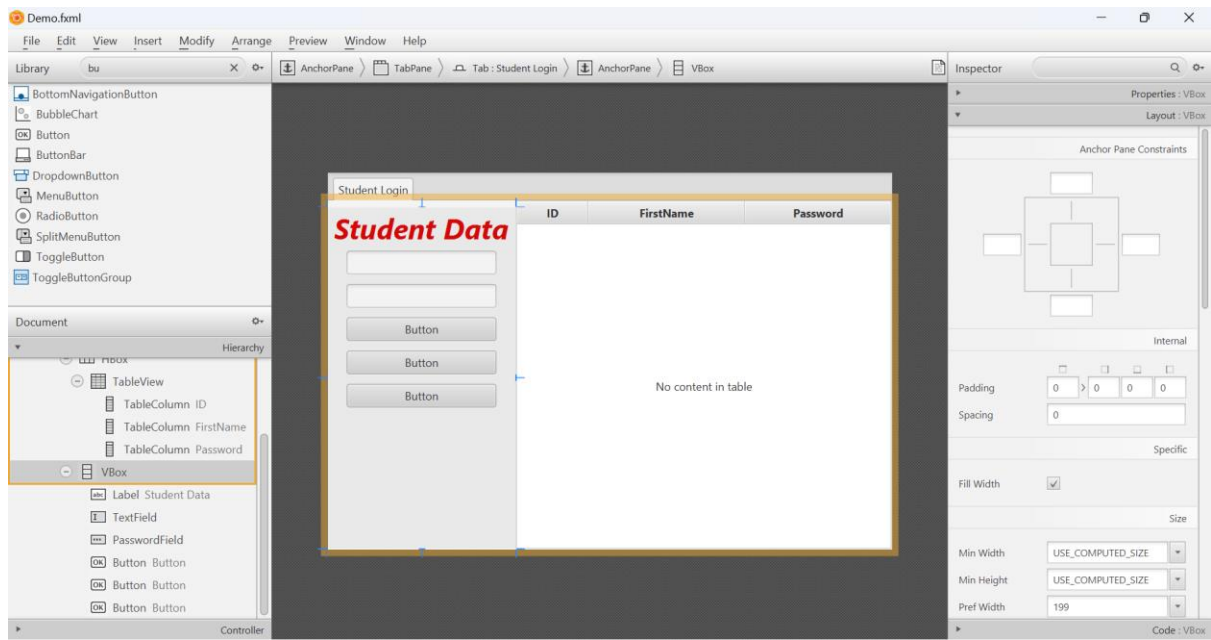 Demo.fxml
File Edit View Insert Modify Arrange Preview Window Help
Library bu
AnchorPane TabPane Tab : Student Login AnchorPane VBox
Inspector
BottomNavigationButton
BubbleChart
Button
ButtonBar
DropdownButton
MenuButton
RadioButton
SplitMenuButton
ToggleButton
ToggleButtonGroup
Document
Hierarchy
HBox
TableView
TableColumn ID
TableColumn FirstName
TableColumn Password
VBox
Label Student Data
TextField
PasswordField
Button Button
Button Button
Button Button
Controller
Student Login
Student Data
Button
Button
Button
ID FirstName Password
No content in table
Properties : VBox
Layout : VBox
Anchor Pane Constraints
Internal
Padding 0 0 0 0
Spacing 0
Specific
Fill Width
Size
Min Width USE_COMPUTED_SIZE
Min Height USE_COMPUTED_SIZE
Pref Width 199
Code : VBox